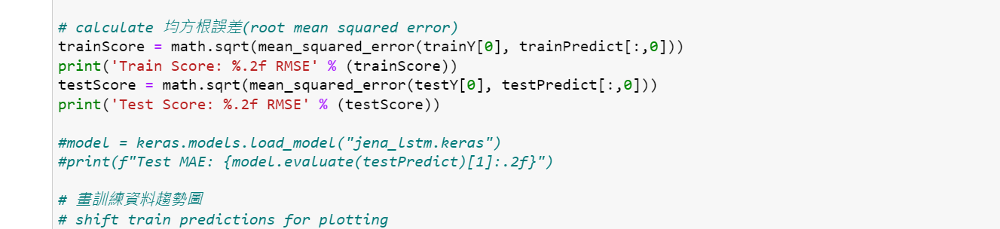 # calculate 均方根誤差(root mean squared error)
trainScore = math.sqrt(mean_squared_error(trainY[0], trainPredict[:,0]))
print('Train Score: %.2f RMSE' % (trainScore))
testScore = math.sqrt(mean_squared_error(testY[0], testPredict[:,0]))
print('Test Score: %.2f RMSE' % (testScore))
#model = keras.models.load_model("jena_lstm.keras")
#print(f"Test MAE: {model.evaluate(testPredict)[1]:.2f}")
# 畫訓練資料趨勢圖
# shift train predictions for plotting